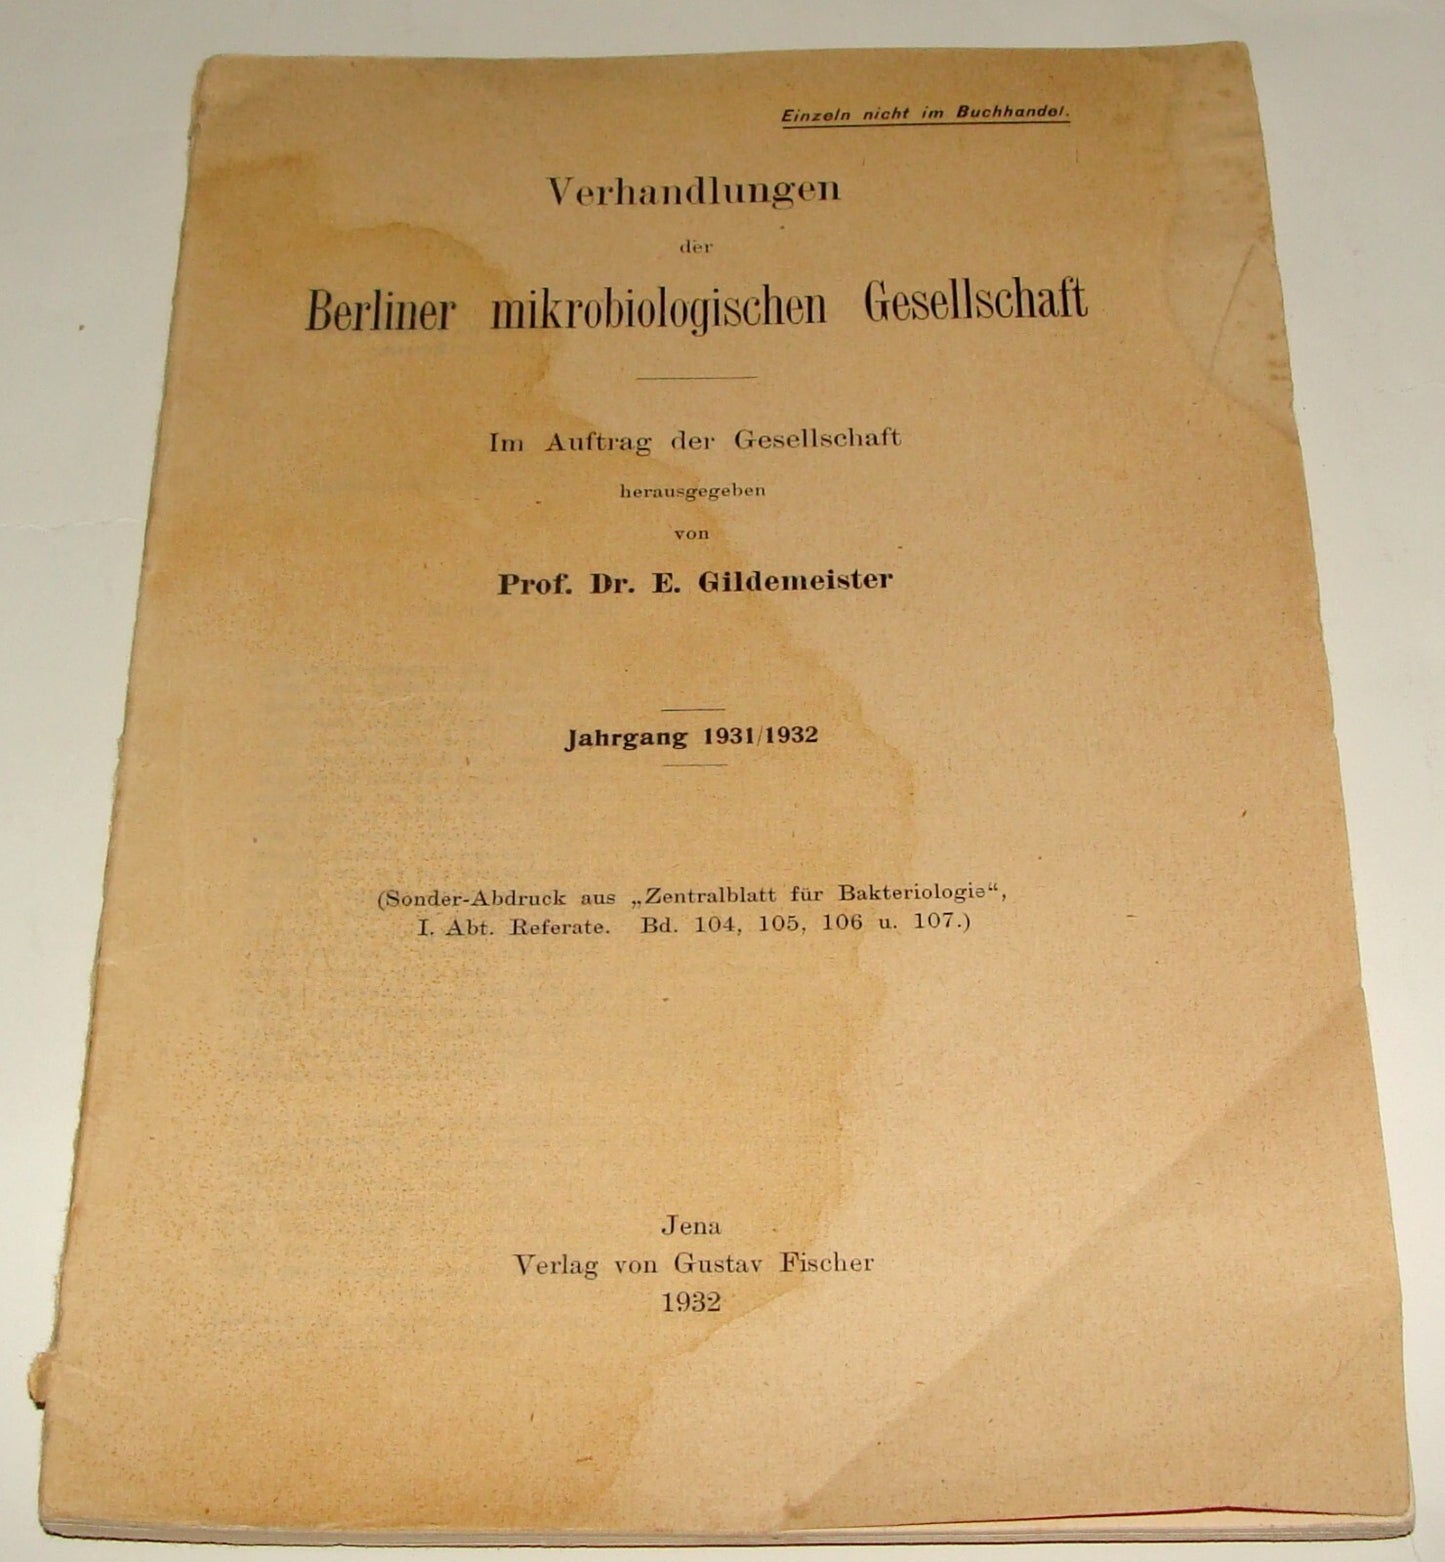 Einzeln nicht im Buchhandel.
Verhandlungen
der
Berliner mikrobiologischen Gesellschaft
Im Auftrag der Gesellschaft
herausgegeben
von
Prof. Dr. E. Gildemeister
Jahrgang 1931/1932
(Sonder-Abdruck aus „Zentralblatt für Bakteriologie“,
I. Abt. Referate. Bd. 104, 105, 106 u. 107.)
Jena
Verlag von Gustav Fischer
1932